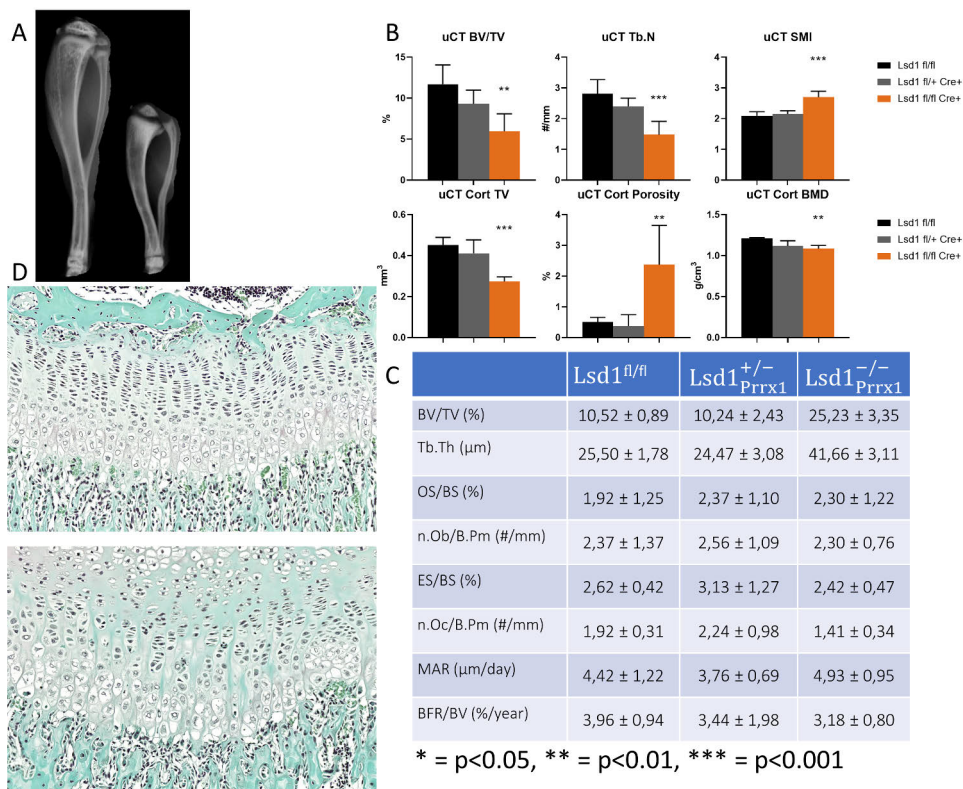 A
B
uCT BV/TV
uCT Tb.N
uCT SMI
15
10
5
0
%
**
4
3
2
1
0
#/mm
***
4
3
2
1
0
***
Lsd1 fl/fl
Lsd1 fl/+ Cre+
Lsd1 fl/fl Cre+
uCT Cort TV
uCT Cort Porosity
uCT Cort BMD
0.6
0.4
0.2
0.0
mm3
***
4
3
2
1
0
%
**
1.5
1.0
0.5
0.0
g/cm3
**
Lsd1 fl/fl
Lsd1 fl/+ Cre+
Lsd1 fl/fl Cre+
D
C
Lsd1fl/fl Lsd1+/−Prrx1 Lsd1−/−Prrx1
BV/TV (%) 10,52 ± 0,89 10,24 ± 2,43 25,23 ± 3,35
Tb.Th (µm) 25,50 ± 1,78 24,47 ± 3,08 41,66 ± 3,11
OS/BS (%) 1,92 ± 1,25 2,37 ± 1,10 2,30 ± 1,22
n.Ob/B.Pm (#/mm) 2,37 ± 1,37 2,56 ± 1,09 2,30 ± 0,76
ES/BS (%) 2,62 ± 0,42 3,13 ± 1,27 2,42 ± 0,47
n.Oc/B.Pm (#/mm) 1,92 ± 0,31 2,24 ± 0,98 1,41 ± 0,34
MAR (µm/day) 4,42 ± 1,22 3,76 ± 0,69 4,93 ± 0,95
BFR/BV (%/year) 3,96 ± 0,94 3,44 ± 1,98 3,18 ± 0,80
* = p<0.05, ** = p<0.01, *** = p<0.001